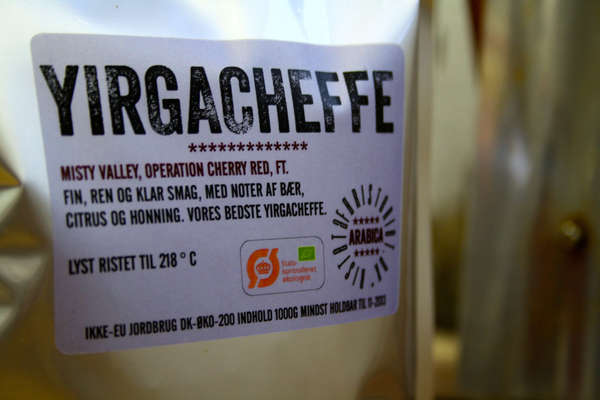 YIRGACHEFFE
*************
MISTY VALLEY, OPERATION CHERRY RED, FT.
FIN, REN OG KLAR SMAG, MED NOTER AF BÆR,
CITRUS OG HONNING. VORES BEDSTE YIRGACHEFFE.
*****
ARABICA
*****
LYST RISTET TIL 218 ° C
Ø
Stats-
kontrolleret
økologisk
IKKE-EU JORDBRUG DK-ØKO-200 INDHOLD 1000G MINDST HOLDBAR TIL 11-2013